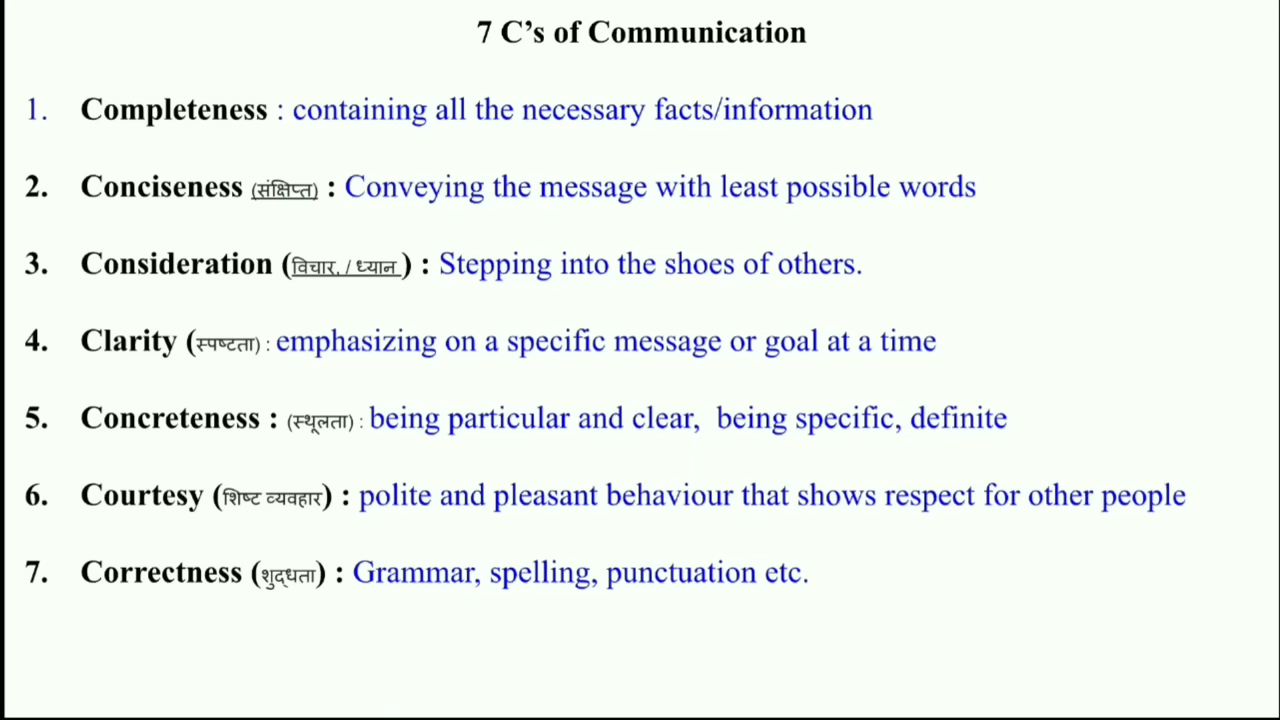 7 C’s of Communication
1. Completeness : containing all the necessary facts/information
2. Conciseness (संक्षिप्त) : Conveying the message with least possible words
3. Consideration (विचार. / ध्यान ) : Stepping into the shoes of others.
4. Clarity (स्पष्टता) : emphasizing on a specific message or goal at a time
5. Concreteness : (स्थूलता) : being particular and clear, being specific, definite
6. Courtesy (शिष्ट व्यवहार) : polite and pleasant behaviour that shows respect for other people
7. Correctness (शुद्धता) : Grammar, spelling, punctuation etc.